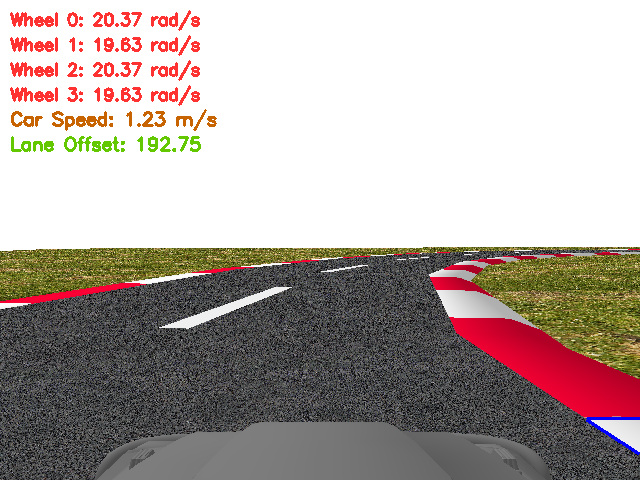 Wheel 0: 20.37 rad/s
Wheel 1: 19.63 rad/s
Wheel 2: 20.37 rad/s
Wheel 3: 19.63 rad/s
Car Speed: 1.23 m/s
Lane Offset: 192.75